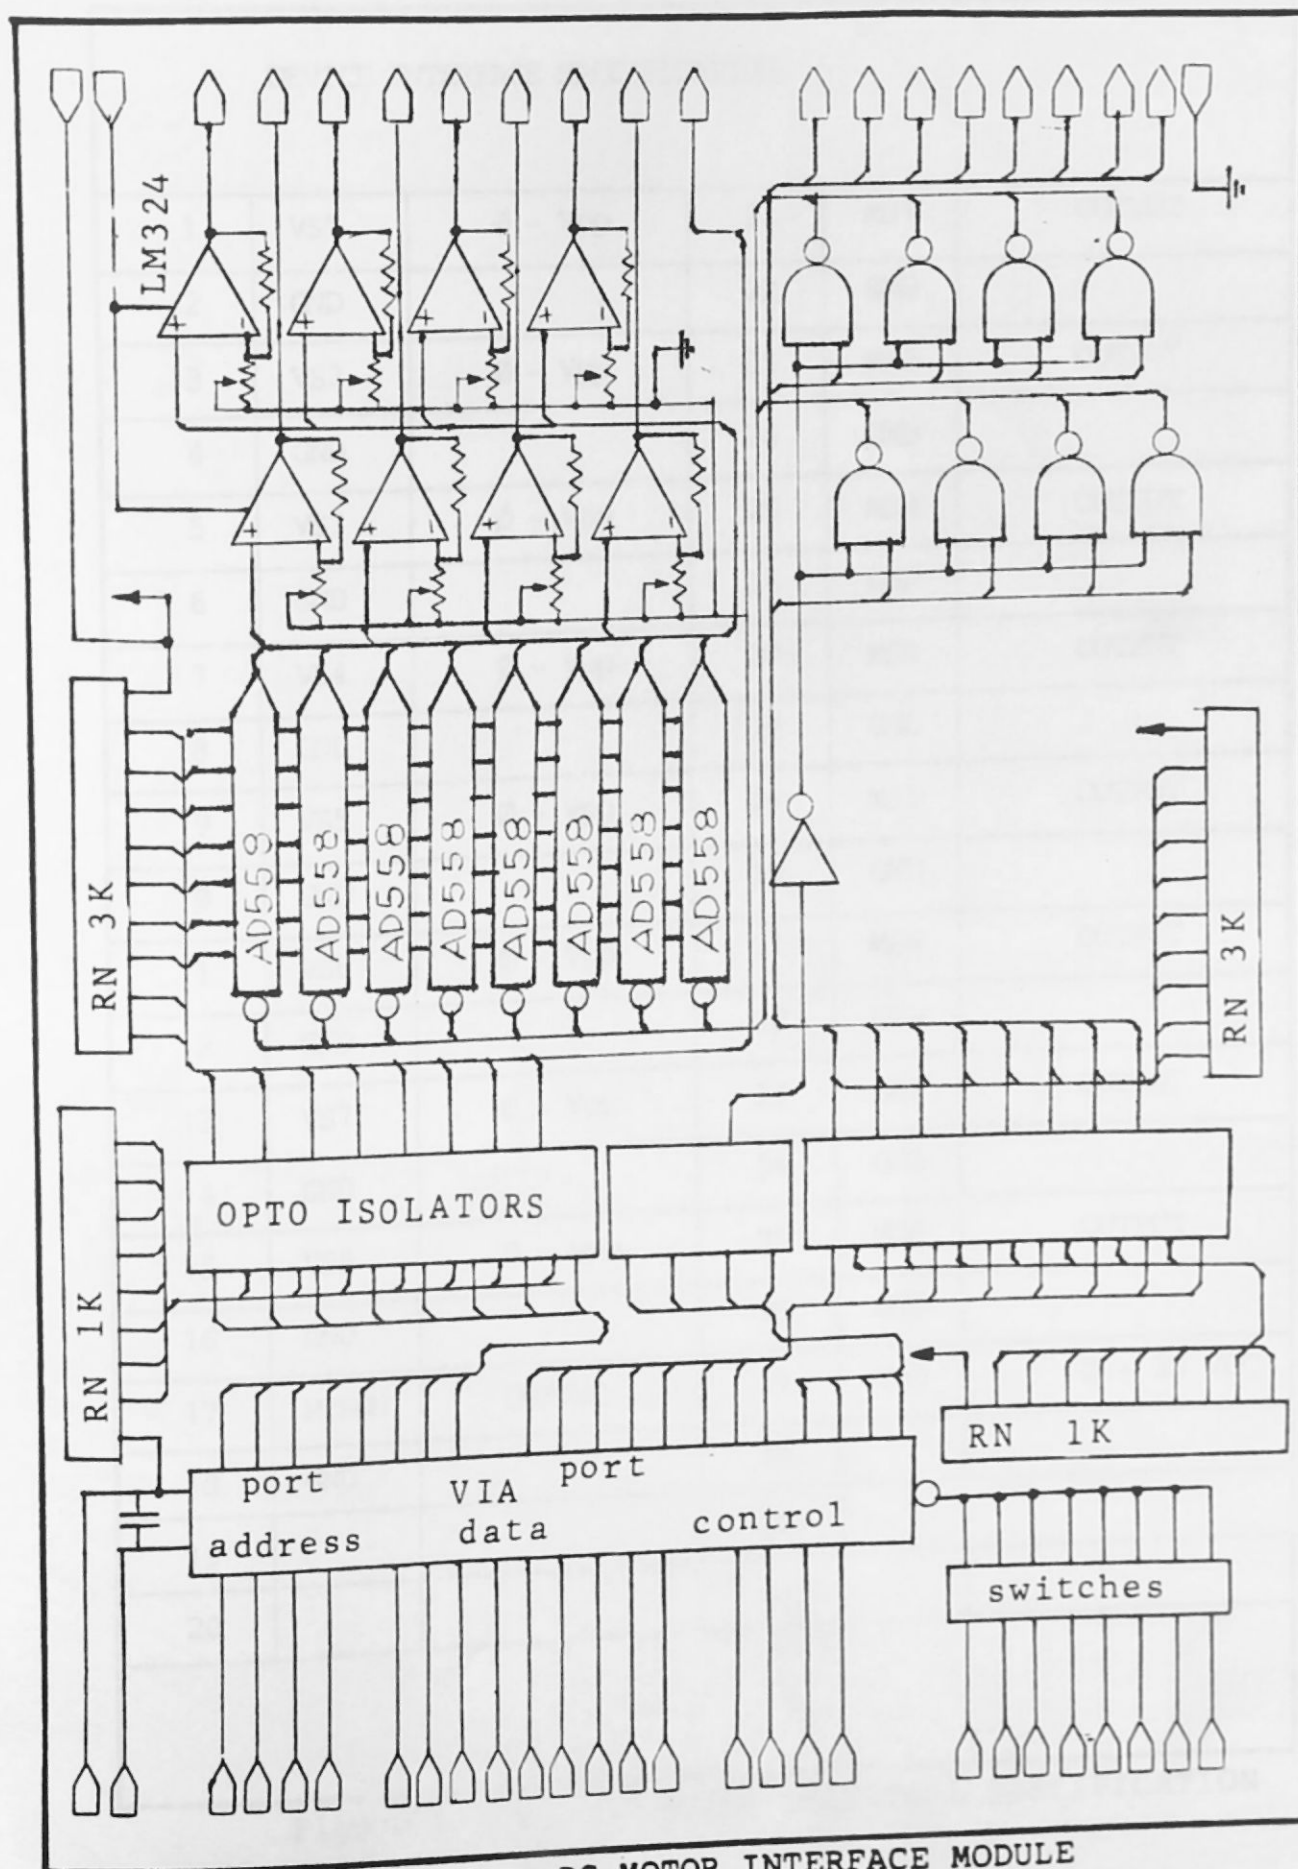 LM324
+ - + - + - + -
+ - + - + - + -
RN 3K
AD558
AD558
AD558
AD558
AD558
AD558
AD558
AD558
RN 3K
OPTO ISOLATORS
RN 1K
RN 1K
port VIA port
address data control
switches
MOTOR INTERFACE MODULE